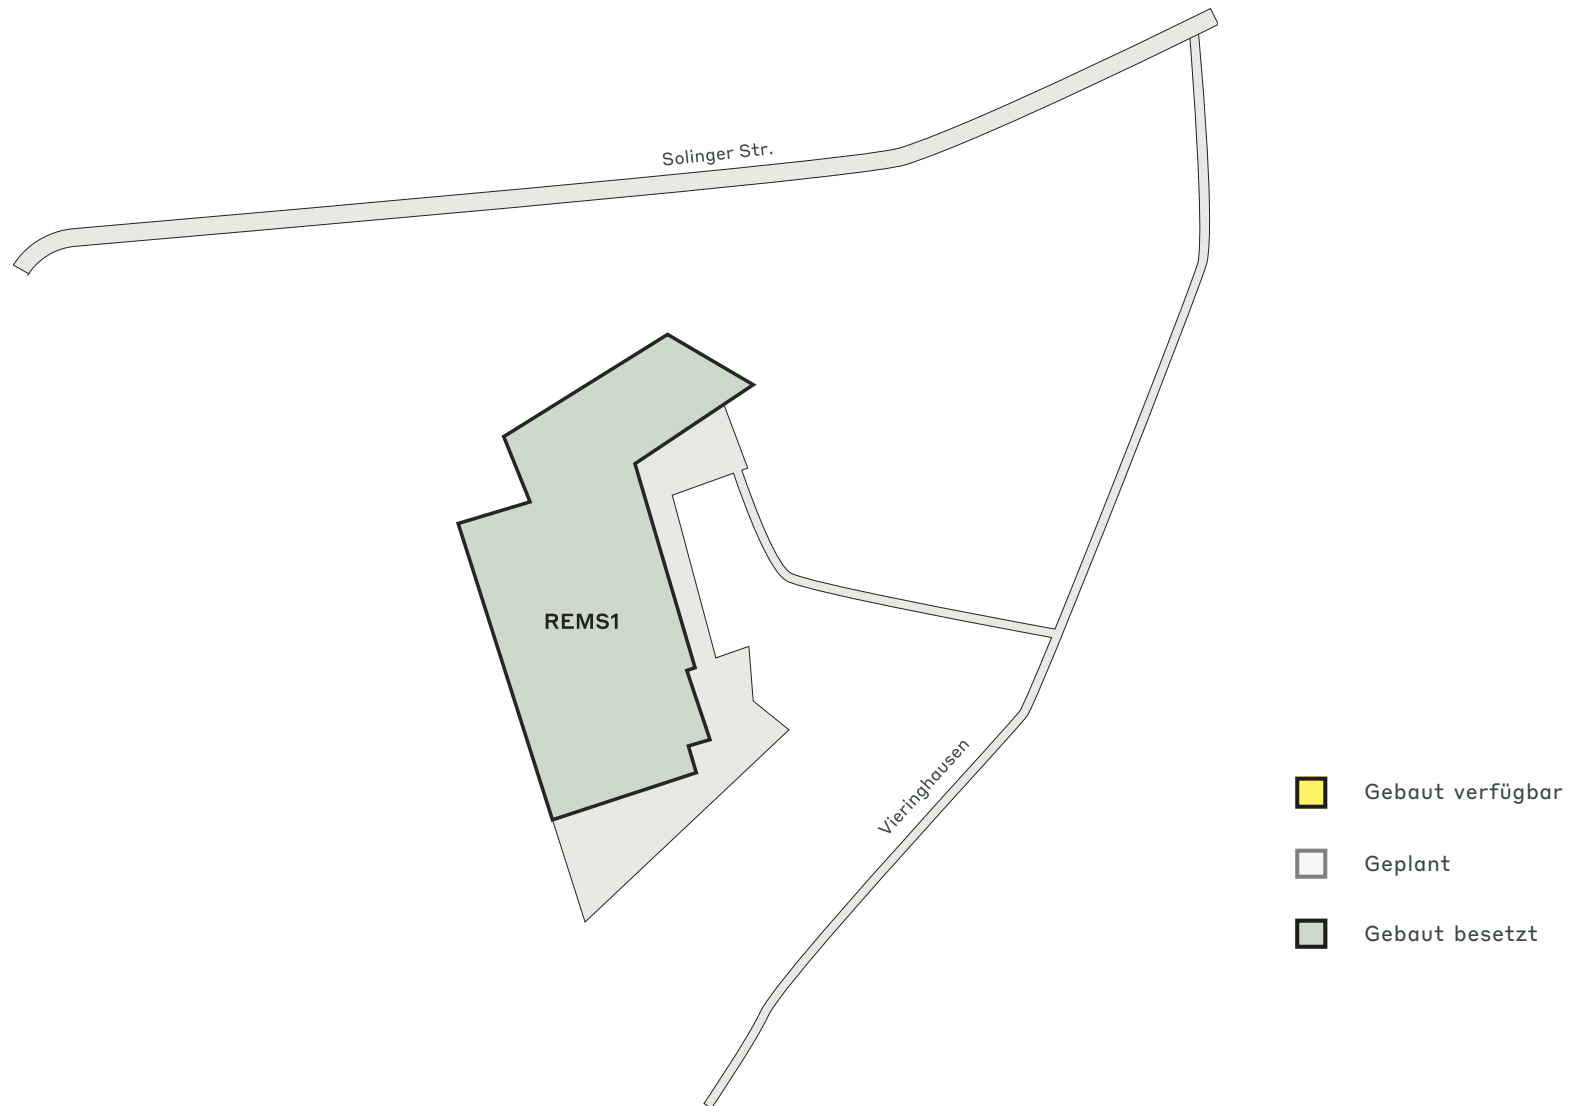 Solinger Str.
REMS1
Vieringhausen
Gebaut verfügbar
Geplant
Gebaut besetzt